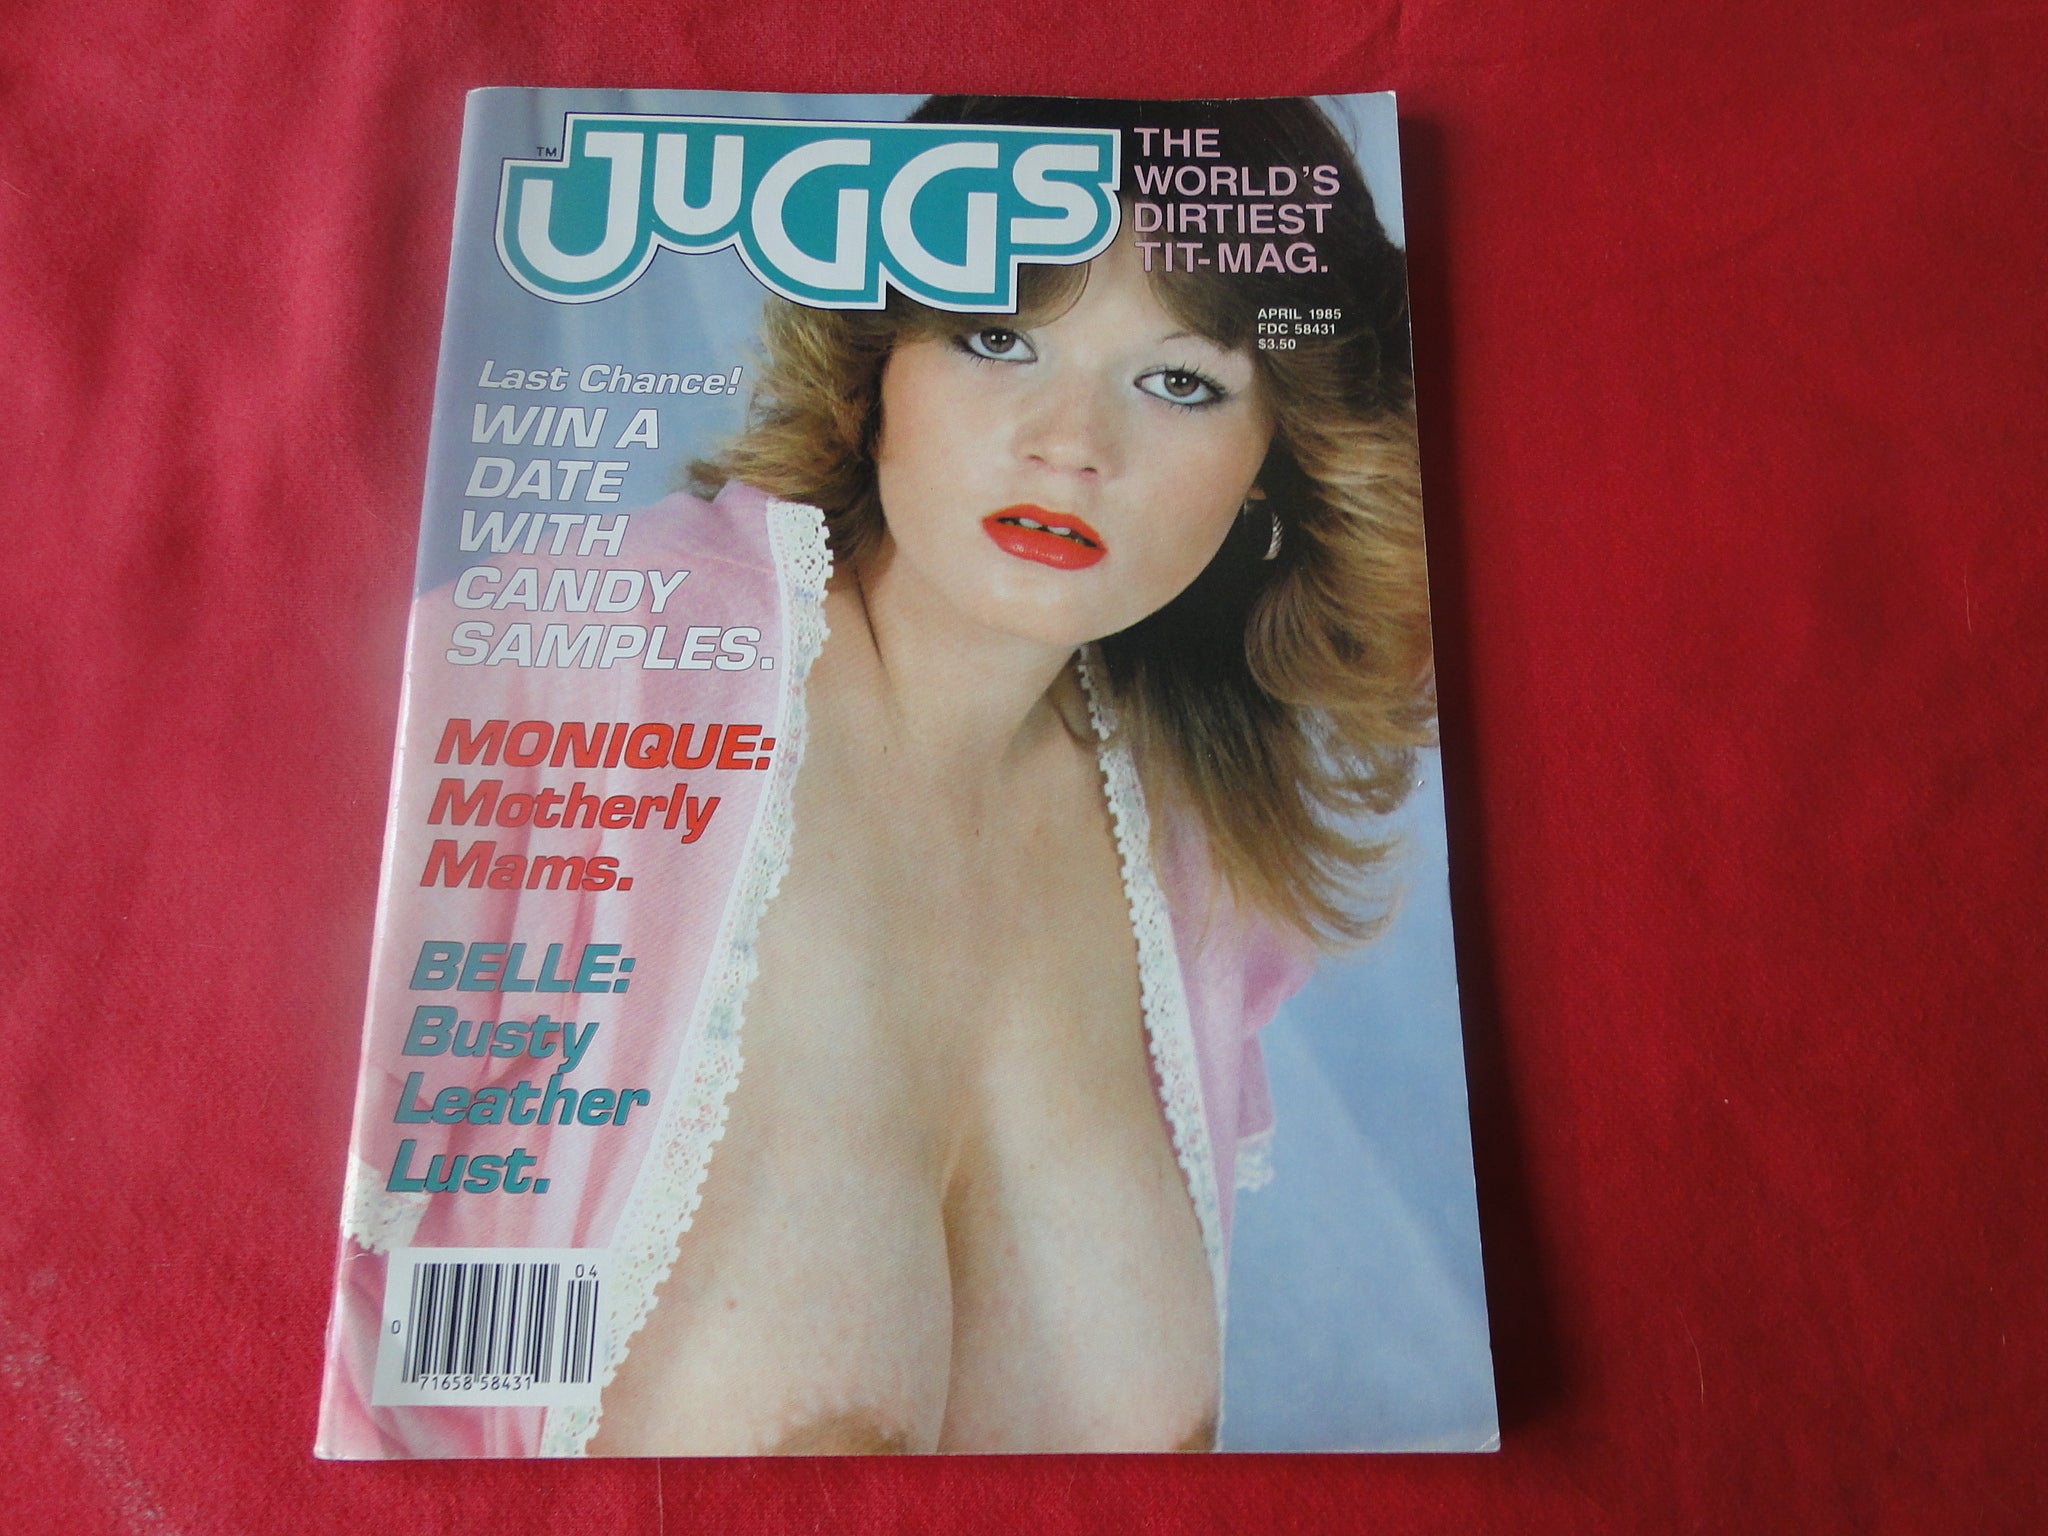 TM
JUGGS
THE
WORLD'S
DIRTIEST
TIT-MAG.
APRIL 1985
FDC 58431
$3.50
Last Chance!
WIN A
DATE
WITH
CANDY
SAMPLES.
MONIQUE:
Motherly
Mams.
BELLE:
Busty
Leather
Lust.
04
0
71658 58431